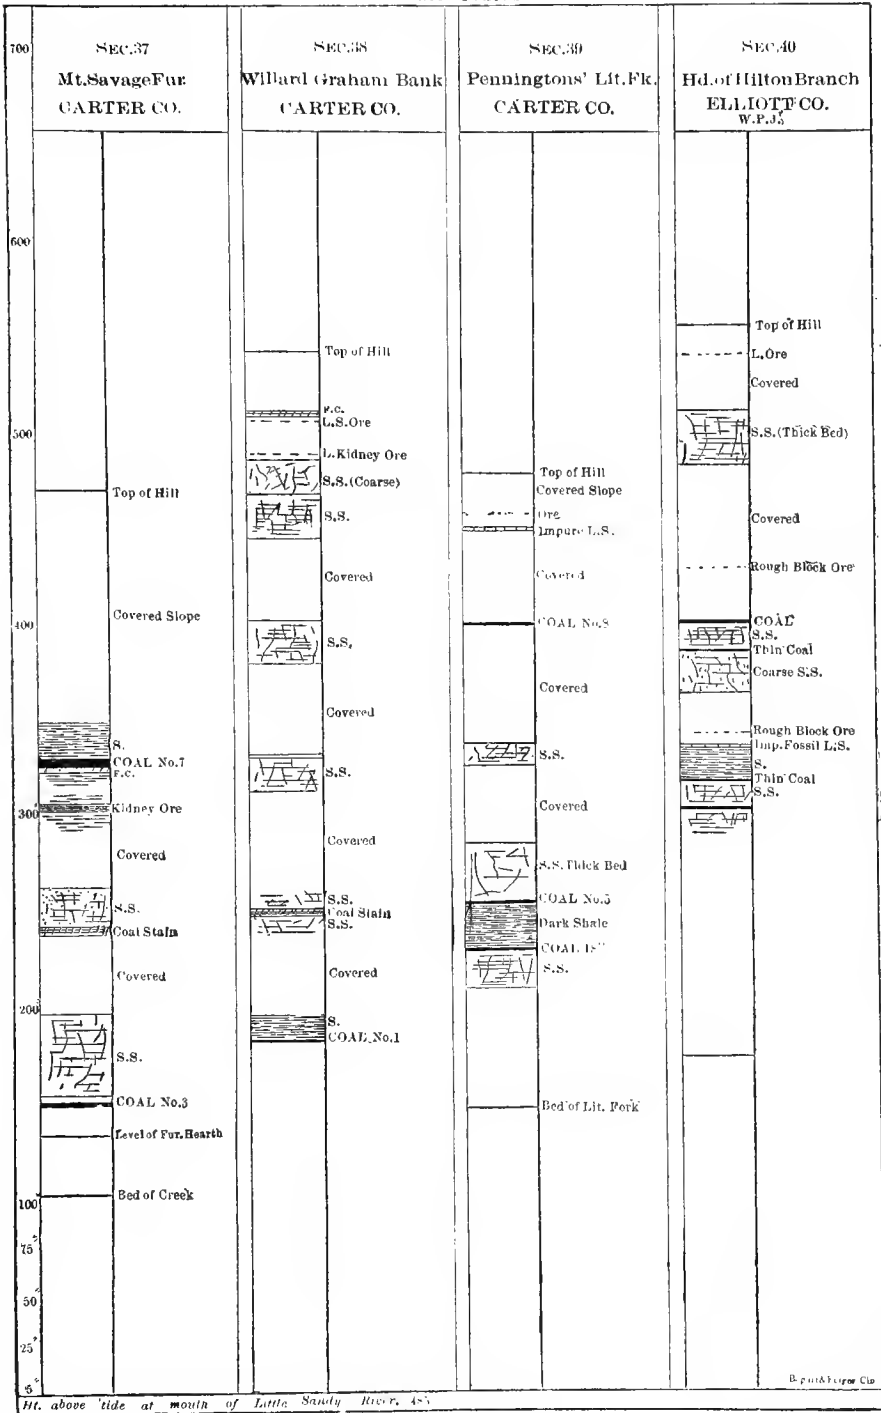 700
600
500
400
300
200
100
75
50
25
SEC.37
Mt.Savage Fur.
CARTER CO.
Top of Hill
Covered Slope
S.
COAL No.7
F.C.
Kidney Ore
Covered
S.S.
Coal Stain
Covered
S.S.
COAL No.3
Level of Fur. Hearth
Bed of Creek
SEC.38
Willard Graham Bank
CARTER CO.
Top of Hill
F.C.
L.S. Ore
L. Kidney Ore
S.S. (Coarse)
S.S.
Covered
S.S.
Covered
S.S.
Covered
S.S.
Coal Stain
S.S.
Covered
S.
COAL No.1
SEC.39
Penningtons' Lit. Fk.
CARTER CO.
Top of Hill
Covered Slope
Ore
Impure L.S.
Covered
COAL No.8
Covered
S.S.
Covered
S.S. Thick Bed
COAL No.5
Dark Shale
COAL 18"
S.S.
Bed of Lit. Fork
SEC.40
Hd. of Hilton Branch
ELLIOTT CO.
W.P.J.
Top of Hill
L. Ore
Covered
S.S. (Thick Bed)
Covered
Rough Block Ore
COAL
S.S.
Thin Coal
Coarse S.S.
Rough Block Ore
Imp. Fossil L.S.
S.
Thin Coal
S.S.
Ht. above tide at mouth of Little Sandy River, 485